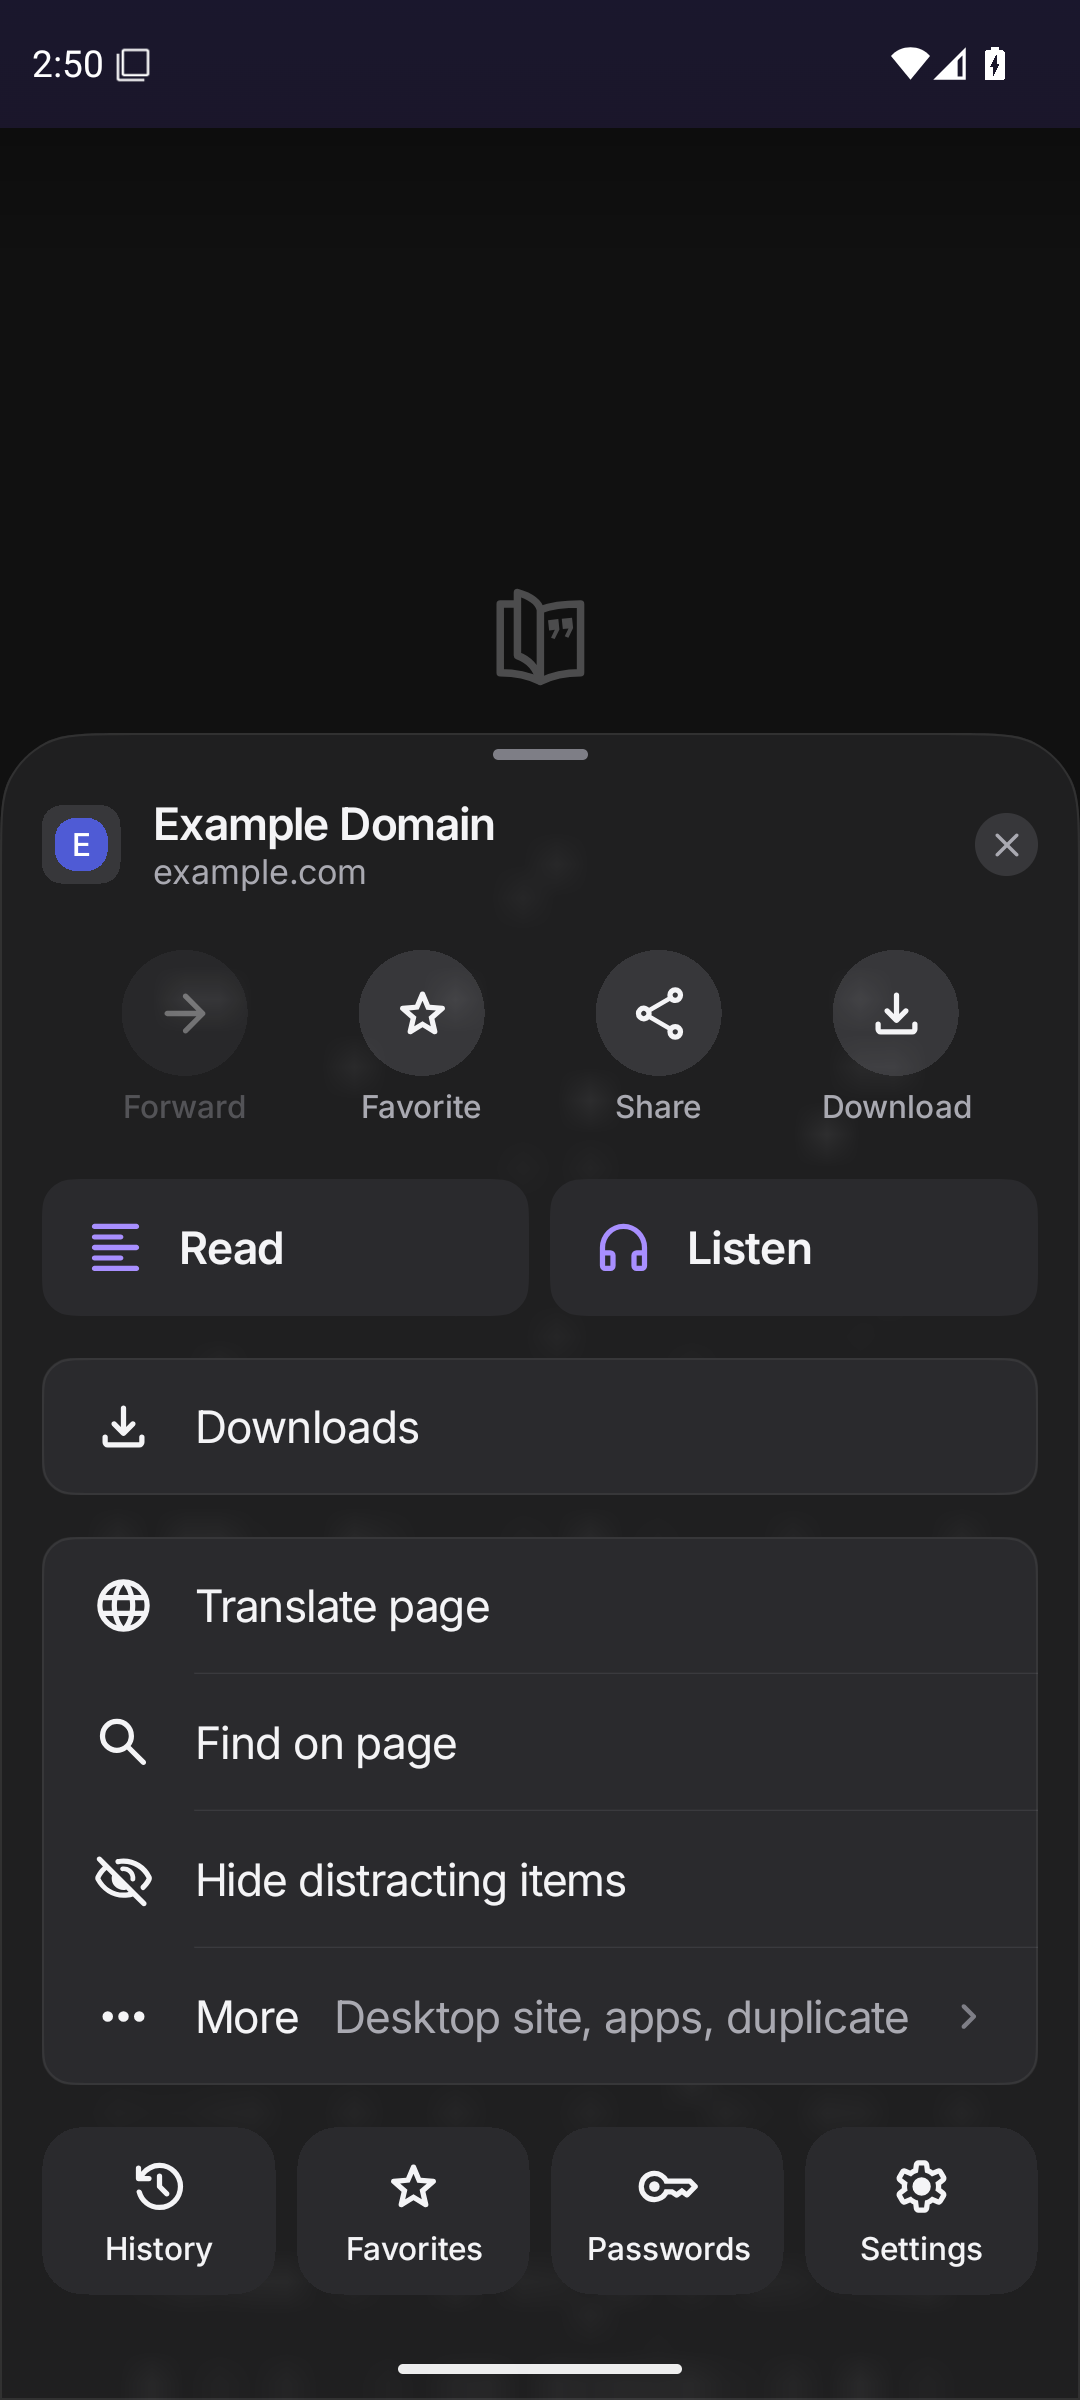 2:50
Example Domain
E
example.com
Forward
Favorite
Share
Download
Read
Listen
Downloads
Translate page
Find on page
Hide distracting items
More Desktop site, apps, duplicate
History
Favorites
Passwords
Settings